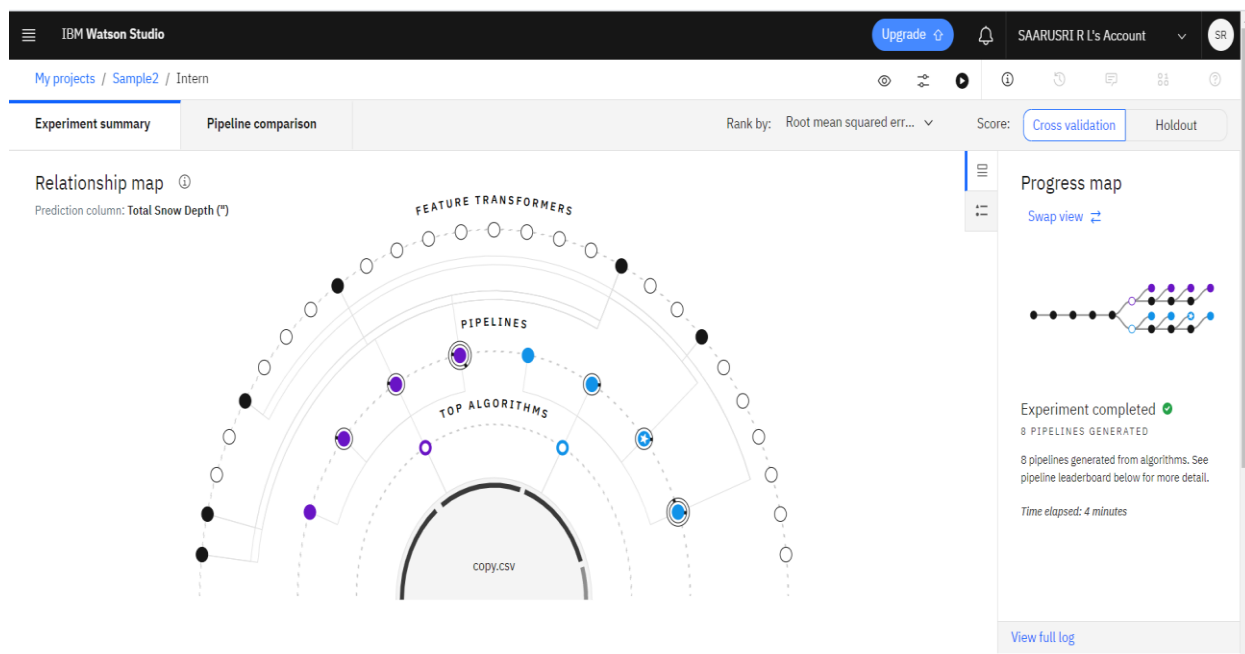 IBM Watson Studio
Upgrade
SAARUSRI R L's Account
SR
My projects / Sample2 / Intern
Experiment summary
Pipeline comparison
Rank by: Root mean squared err...
Score: Cross validation Holdout
Relationship map
Prediction column: Total Snow Depth (")
FEATURE TRANSFORMERS
PIPELINES
TOP ALGORITHMS
copy.csv
Progress map
Swap view
Experiment completed
8 PIPELINES GENERATED
8 pipelines generated from algorithms. See
pipeline leaderboard below for more detail.
Time elapsed: 4 minutes
View full log